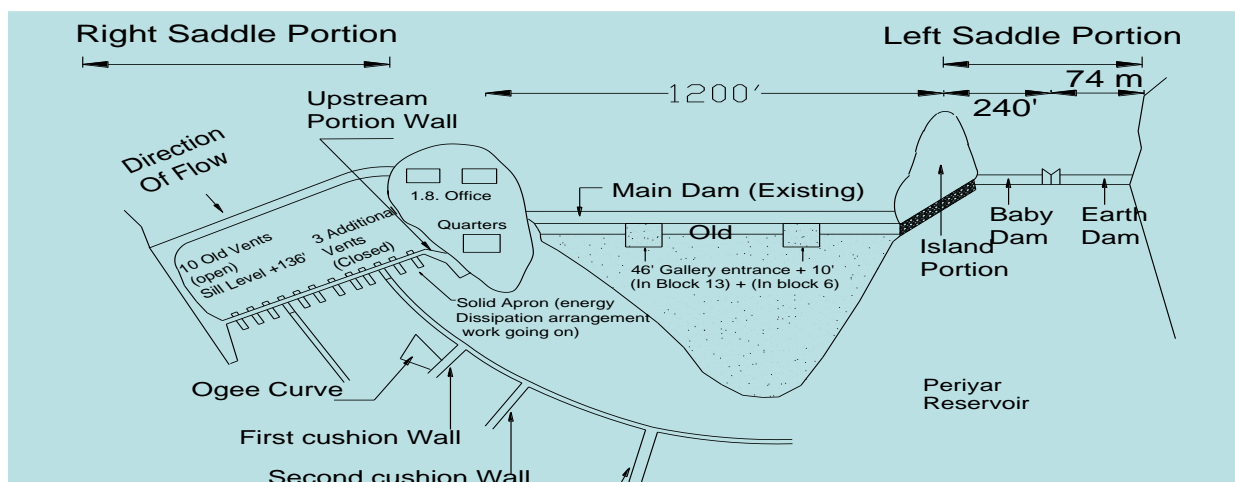 Right Saddle Portion
Left Saddle Portion
74 m
1200'
240'
Upstream
Portion Wall
Direction
Of Flow
1.8. Office
Quarters
Main Dam (Existing)
Old
10 Old Vents
(open)
Sill Level +136'
3 Additional
Vents
(Closed)
46' Gallery entrance + 10'
(In Block 13) + (In block 6)
Island
Portion
Baby
Dam
Earth
Dam
Solid Apron (energy
Dissipation arrangement
work going on)
Ogee Curve
Periyar
Reservoir
First cushion Wall
Second cushion Wall